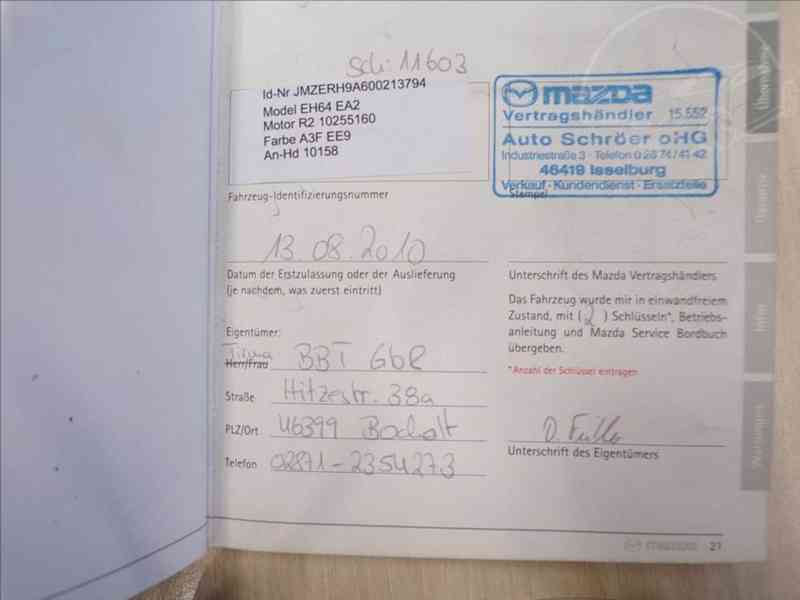 Sch: 11603
Id-Nr JMZERH9A600213794
Model EH64 EA2
Motor R2 10255160
Farbe A3F EE9
An-Hd 10158
mazda
Vertragshändler 15.552
Auto Schröer oHG
Industriestraße 3 · Telefon 0 28 74/41 42
46419 Isselburg
Verkauf · Kundendienst · Ersatzteile
Fahrzeug-Identifizierungsnummer
Stempel
13.08.2010
Datum der Erstzulassung oder der Auslieferung
(je nachdem, was zuerst eintritt)
Unterschrift des Mazda Vertragshändlers
Das Fahrzeug wurde mir in einwandfreiem
Zustand, mit ( 2 ) Schlüsseln*, Betriebs-
anleitung und Mazda Service Bordbuch
übergeben.
*Anzahl der Schlüssel eintragen
Eigentümer:
Firma
Herr/Frau BBT GbR
Straße Hitzestr. 38a
PLZ/Ort 46399 Bocholt
Telefon 02871-2354273
Unterschrift des Eigentümers
mazda 21
Übernahme
Garantie
Infos
Wartungen